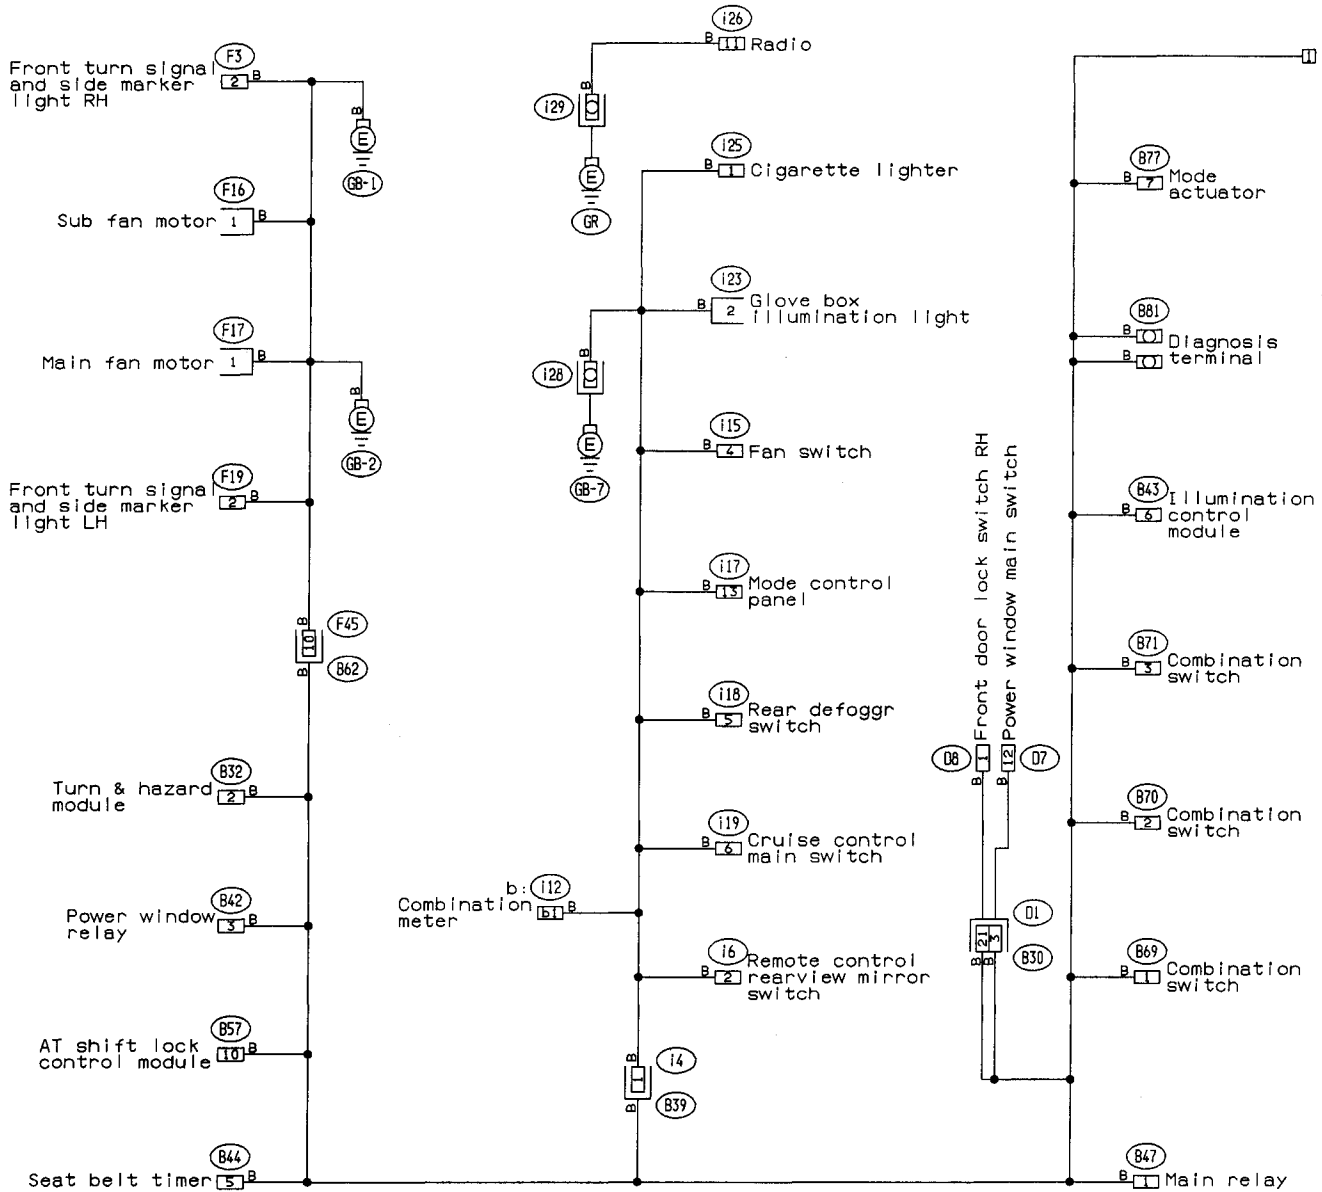 F3
Front turn signal
and side marker
light RH
2
B
B
E
GB-1
F16
Sub fan motor
1
B
F17
Main fan motor
1
B
B
E
GB-2
F19
Front turn signal
and side marker
light LH
2
B
B
10
F45
B62
B
B32
Turn & hazard
module
2
B
B42
Power window
relay
3
B
B57
AT shift lock
control module
10
B
B44
Seat belt timer
5
B
i26
B
11
Radio
B
i29
E
GR
i25
B
1
Cigarette lighter
i23
B
2
Glove box
illumination light
B
i28
E
GB-7
i15
B
4
Fan switch
i17
B
13
Mode control
panel
i18
B
5
Rear defoggr
switch
i19
B
6
Cruise control
main switch
b:
i12
Combination
meter
b1
B
i6
B
2
Remote control
rearview mirror
switch
B
i4
1
B39
B
Front door lock switch RH
Power window main switch
D8
1
12
D7
B
B
D1
21
3
B30
B
B
1
B77
B
7
Mode
actuator
B81
B
B
Diagnosis
terminal
B43
B
6
Illumination
control
module
B71
B
3
Combination
switch
B70
B
2
Combination
switch
B69
B
1
Combination
switch
B47
B
1
Main relay